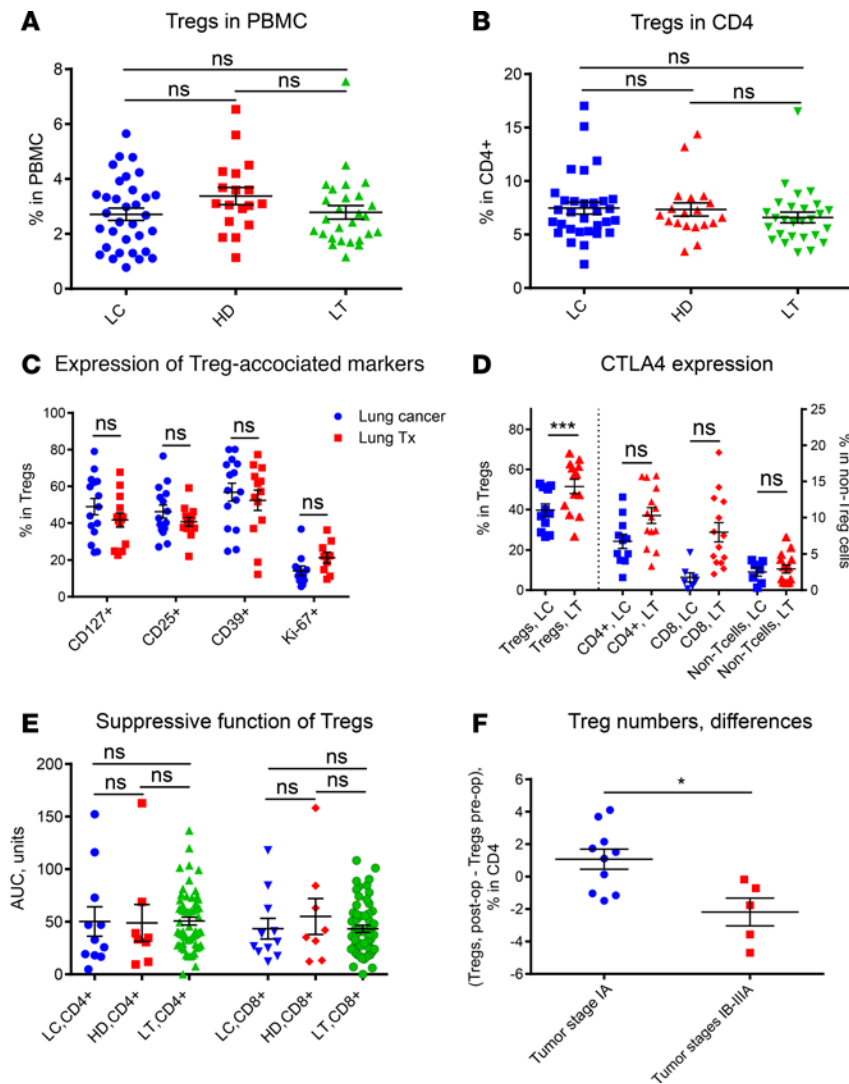 A
Tregs in PBMC
ns
ns
ns
8
6
4
2
0
% in PBMC
LC
HD
LT
B
Tregs in CD4
ns
ns
ns
20
15
10
5
0
% in CD4+
LC
HD
LT
C
Expression of Treg-accociated markers
Lung cancer
Lung Tx
ns
ns
ns
ns
100
80
60
40
20
0
% in Tregs
CD127+
CD25+
CD39+
Ki-67+
D
CTLA4 expression
***
ns
ns
ns
80
60
40
20
0
% in Tregs
25
20
15
10
5
0
% in non-Treg cells
Tregs, LC
Tregs, LT
CD4+, LC
CD4+, LT
CD8, LC
CD8, LT
Non-Tcells, LC
Non-Tcells, LT
E
Suppressive function of Tregs
ns
ns
ns
ns
ns
ns
200
150
100
50
0
AUC, units
LC,CD4+
HD,CD4+
LT,CD4+
LC,CD8+
HD,CD8+
LT,CD8+
F
Treg numbers, differences
*
6
4
2
0
-2
-4
-6
(Tregs, post-op - Tregs pre-op),
% in CD4
Tumor stage IA
Tumor stages IB-IIIA